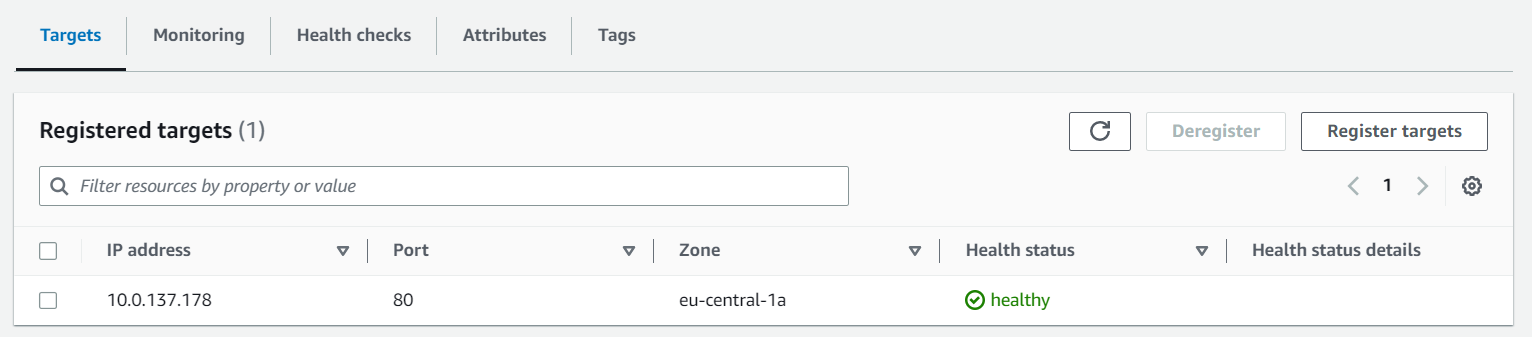 Targets Monitoring Health checks Attributes Tags
Registered targets (1) Deregister Register targets
Filter resources by property or value 1
IP address Port Zone Health status Health status details
10.0.137.178 80 eu-central-1a healthy